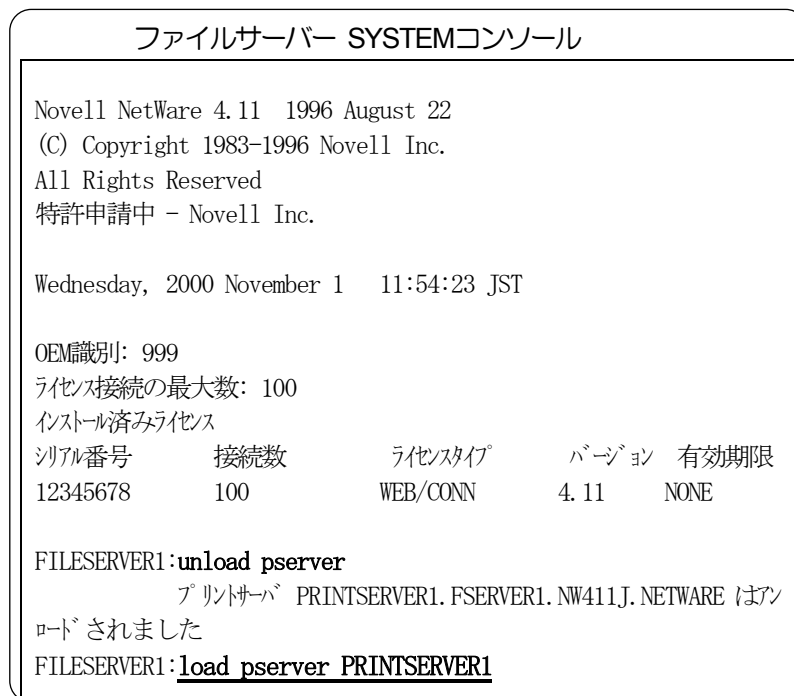 ファイルサーバー SYSTEMコンソール
Novell NetWare 4.11  1996 August 22
(C) Copyright 1983-1996 Novell Inc.
All Rights Reserved
特許申請中 - Novell Inc.
Wednesday, 2000 November 1   11:54:23 JST
OEM識別: 999
ﾗｲｾﾝｽ接続の最大数: 100
ｲﾝｽﾄｰﾙ済みﾗｲｾﾝｽ
ｼﾘｱﾙ番号 接続数 ﾗｲｾﾝｽﾀｲﾌﾟ ﾊﾞｰｼﾞｮﾝ 有効期限
12345678 100 WEB/CONN 4.11 NONE
FILESERVER1:unload pserver
ﾌﾟﾘﾝﾄｻｰﾊﾞ PRINTSERVER1.FSERVER1.NW411J.NETWARE はｱﾝ
ﾛｰﾄﾞされました
FILESERVER1:load pserver PRINTSERVER1